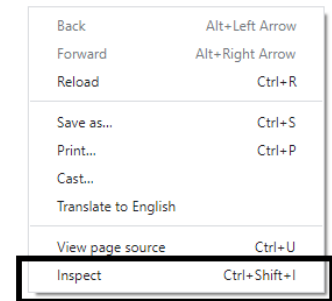 Back Alt+Left Arrow
Forward Alt+Right Arrow
Reload Ctrl+R
Save as... Ctrl+S
Print... Ctrl+P
Cast...
Translate to English
View page source Ctrl+U
Inspect Ctrl+Shift+I